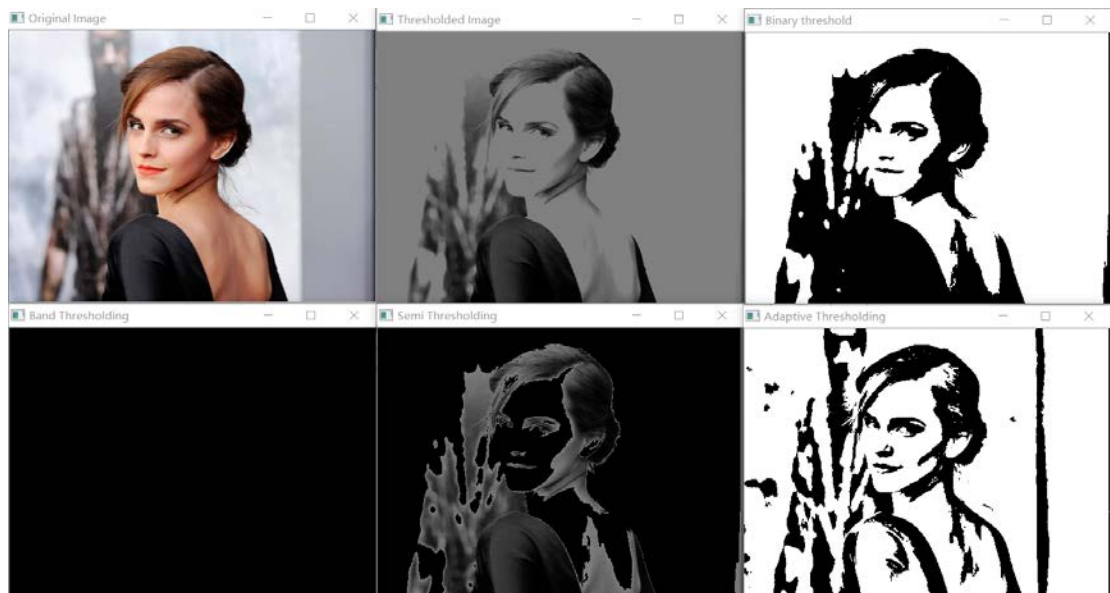 Original Image
Thresholded Image
Binary threshold
Band Thresholding
Semi Thresholding
Adaptive Thresholding